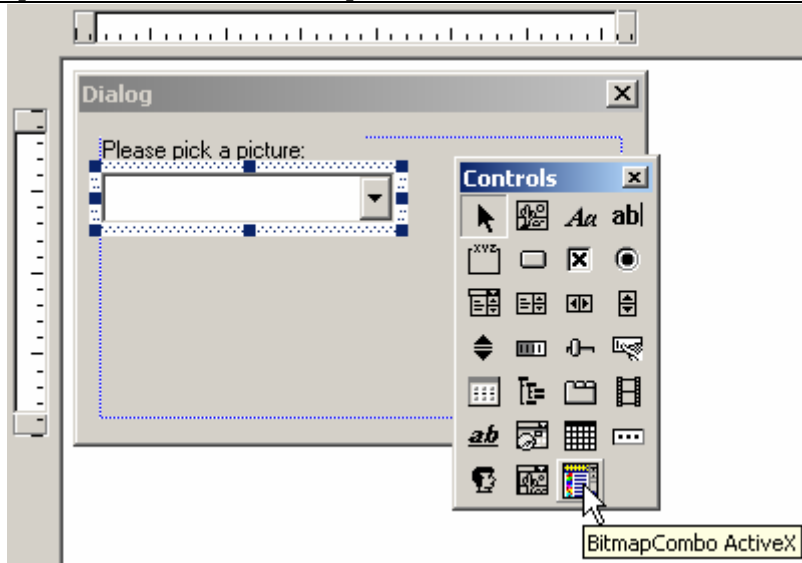 Dialog
Please pick a picture:
Controls
Aa ab|
xyz
ab
BitmapCombo ActiveX